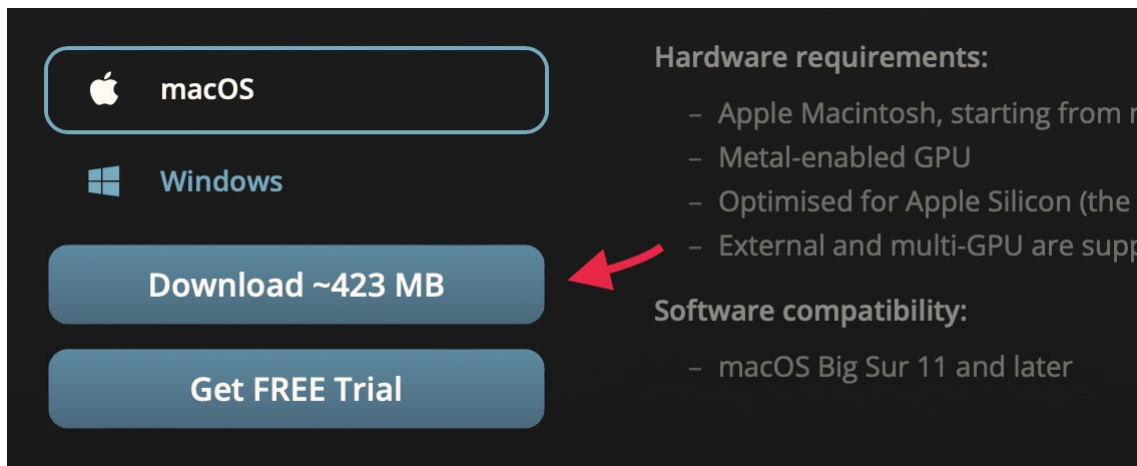 macOS
Windows
Download ~423 MB
Get FREE Trial
Hardware requirements:
– Apple Macintosh, starting from
– Metal-enabled GPU
– Optimised for Apple Silicon (the
– External and multi-GPU are
Software compatibility:
– macOS Big Sur 11 and later